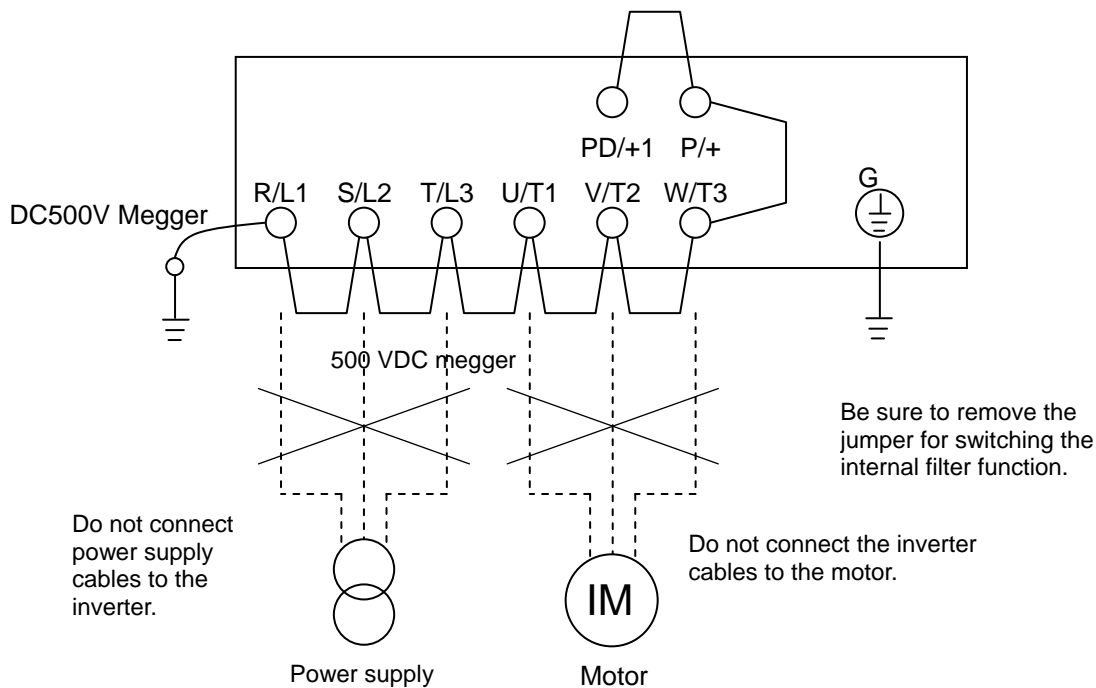 PD/+1 P/+
R/L1 S/L2 T/L3 U/T1 V/T2 W/T3
G
DC500V Megger
500 VDC megger
Be sure to remove the
jumper for switching the
internal filter function.
Do not connect
power supply
cables to the
inverter.
Do not connect the inverter
cables to the motor.
IM
Power supply
Motor